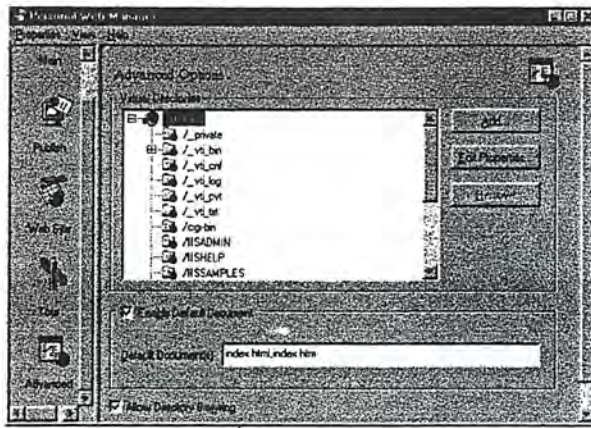 Personal Web Manager
Properties View Help
Main
Publish
Web Site
Tour
Advanced
Advanced Options
Virtual Directories
/_private
/_vti_bin
/_vti_cnf
/_vti_log
/_vti_pvt
/_vti_txt
/cgi-bin
/IISADMIN
/IISHELP
/IISSAMPLES
Add...
Edit Properties...
Remove
Enable Default Document
Default Document(s):
index.html,index.htm
Allow Directory Browsing